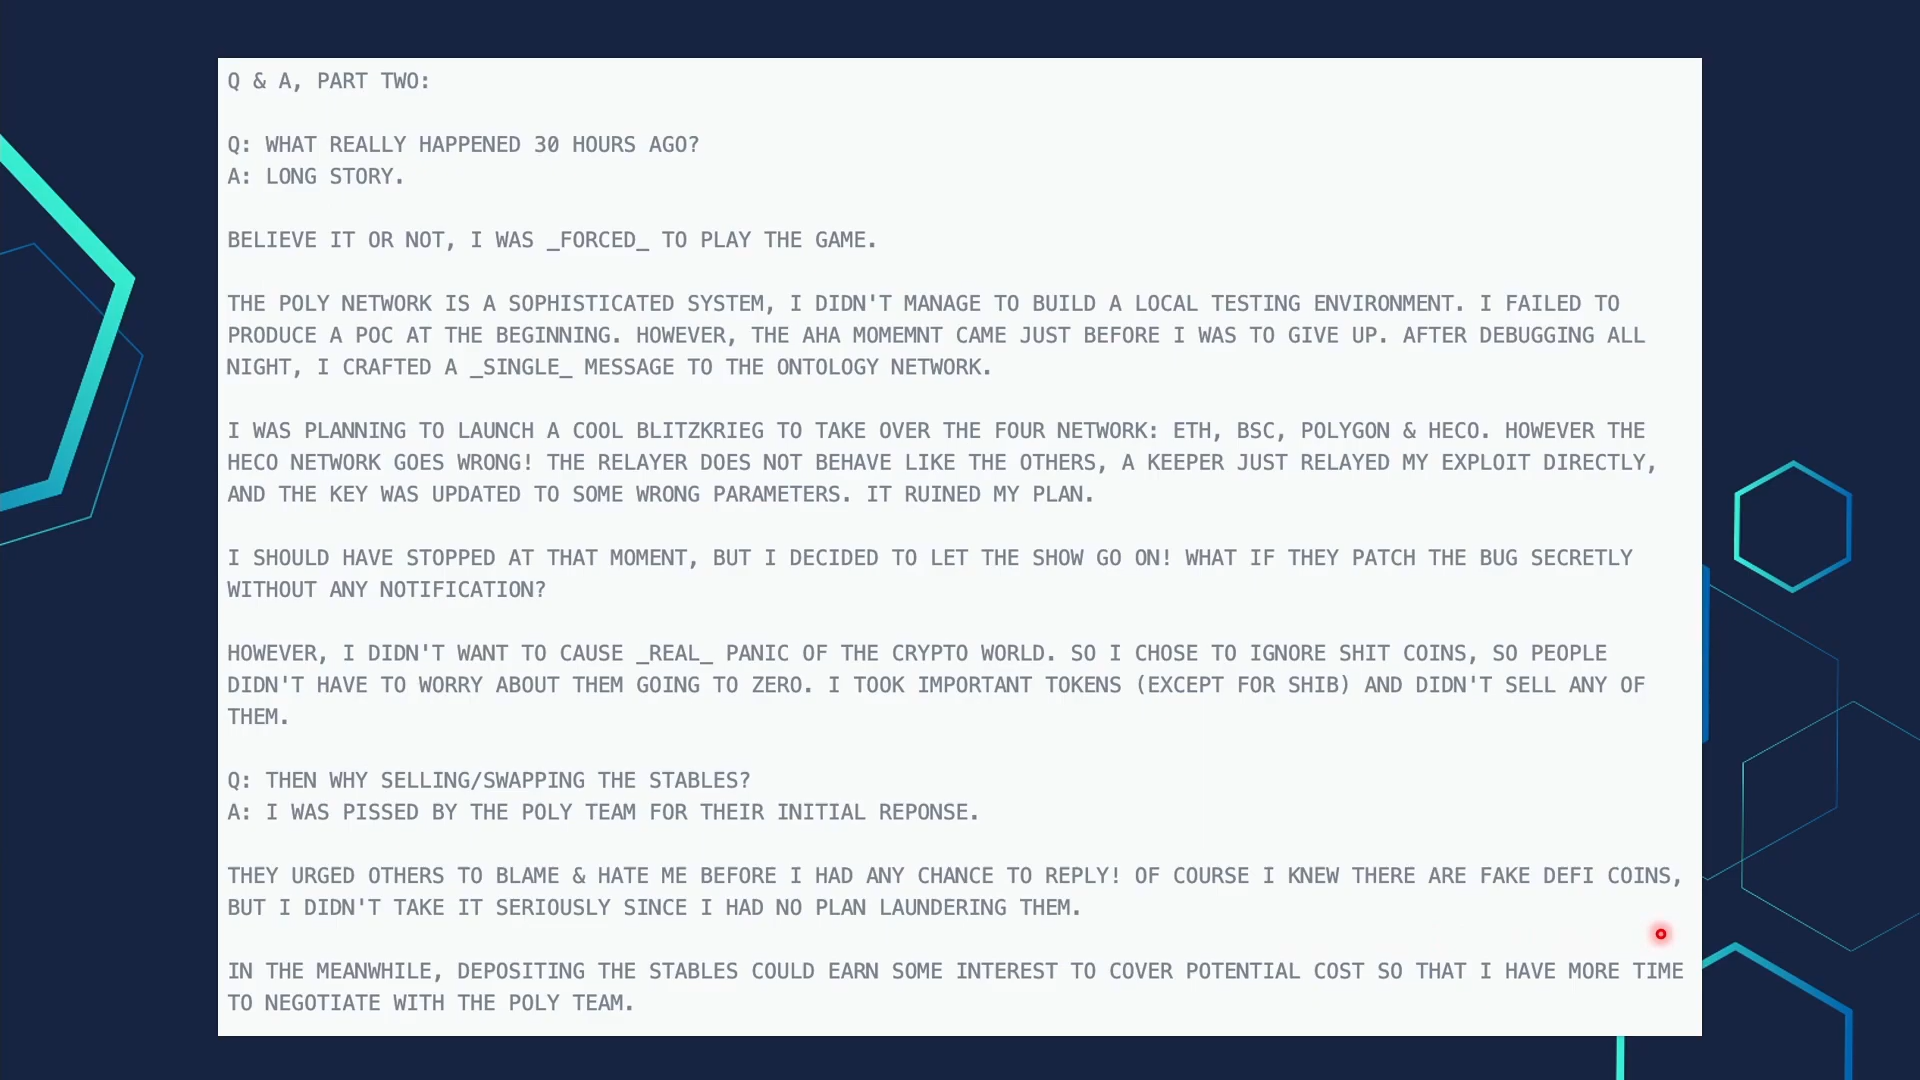 Q & A, PART TWO:
Q: WHAT REALLY HAPPENED 30 HOURS AGO?
A: LONG STORY.
BELIEVE IT OR NOT, I WAS _FORCED_ TO PLAY THE GAME.
THE POLY NETWORK IS A SOPHISTICATED SYSTEM, I DIDN'T MANAGE TO BUILD A LOCAL TESTING ENVIRONMENT. I FAILED TO
PRODUCE A POC AT THE BEGINNING. HOWEVER, THE AHA MOMEMNT CAME JUST BEFORE I WAS TO GIVE UP. AFTER DEBUGGING ALL
NIGHT, I CRAFTED A _SINGLE_ MESSAGE TO THE ONTOLOGY NETWORK.
I WAS PLANNING TO LAUNCH A COOL BLITZKRIEG TO TAKE OVER THE FOUR NETWORK: ETH, BSC, POLYGON & HECO. HOWEVER THE
HECO NETWORK GOES WRONG! THE RELAYER DOES NOT BEHAVE LIKE THE OTHERS, A KEEPER JUST RELAYED MY EXPLOIT DIRECTLY,
AND THE KEY WAS UPDATED TO SOME WRONG PARAMETERS. IT RUINED MY PLAN.
I SHOULD HAVE STOPPED AT THAT MOMENT, BUT I DECIDED TO LET THE SHOW GO ON! WHAT IF THEY PATCH THE BUG SECRETLY
WITHOUT ANY NOTIFICATION?
HOWEVER, I DIDN'T WANT TO CAUSE _REAL_ PANIC OF THE CRYPTO WORLD. SO I CHOSE TO IGNORE SHIT COINS, SO PEOPLE
DIDN'T HAVE TO WORRY ABOUT THEM GOING TO ZERO. I TOOK IMPORTANT TOKENS (EXCEPT FOR SHIB) AND DIDN'T SELL ANY OF
THEM.
Q: THEN WHY SELLING/SWAPPING THE STABLES?
A: I WAS PISSED BY THE POLY TEAM FOR THEIR INITIAL REPONSE.
THEY URGED OTHERS TO BLAME & HATE ME BEFORE I HAD ANY CHANCE TO REPLY! OF COURSE I KNEW THERE ARE FAKE DEFI COINS,
BUT I DIDN'T TAKE IT SERIOUSLY SINCE I HAD NO PLAN LAUNDERING THEM.
IN THE MEANWHILE, DEPOSITING THE STABLES COULD EARN SOME INTEREST TO COVER POTENTIAL COST SO THAT I HAVE MORE TIME
TO NEGOTIATE WITH THE POLY TEAM.